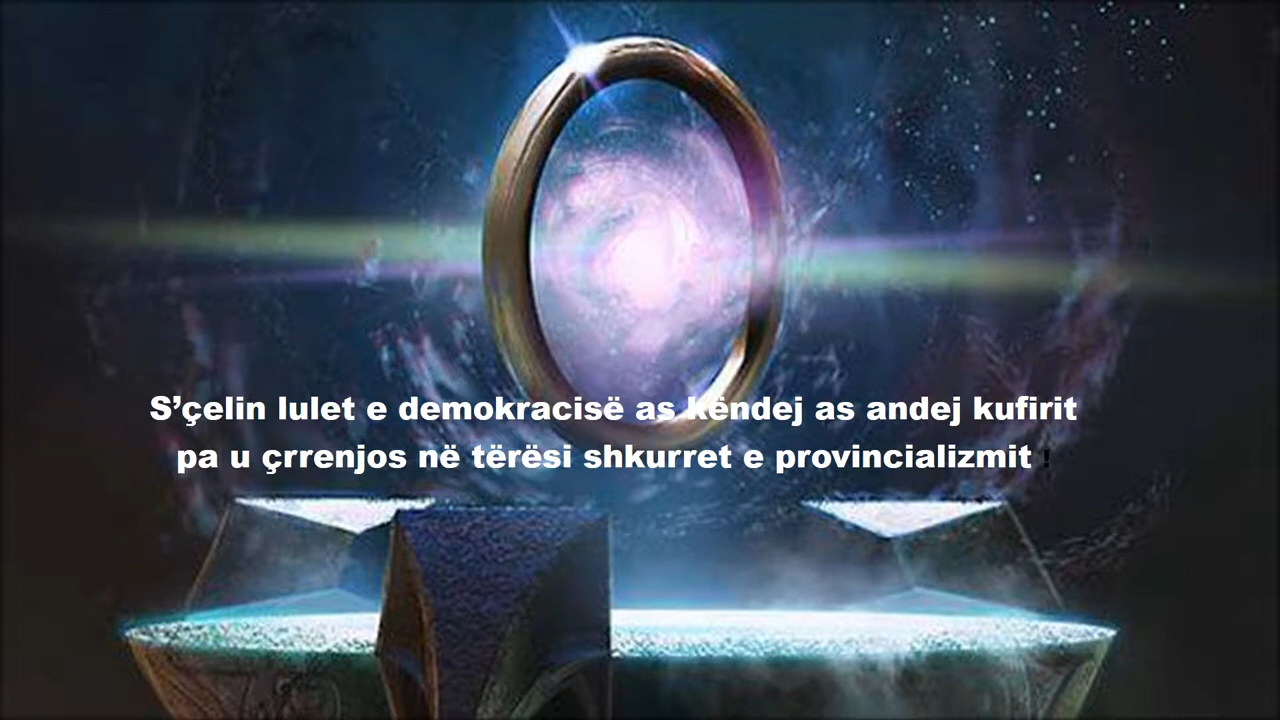 S’çelin lulet e demokracisë as këndej as andej kufirit
pa u çrrenjos në tërësi shkurret e provincializmit !